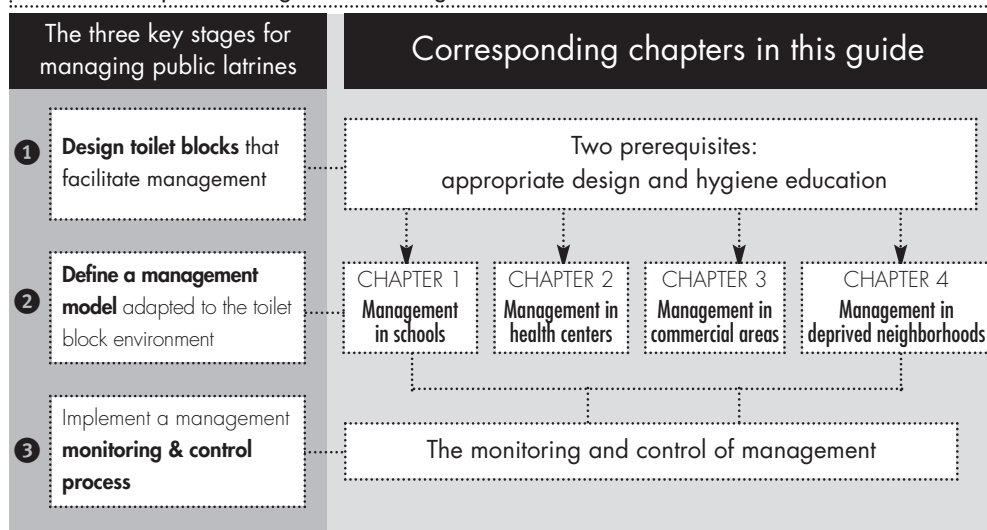 The three key stages for
managing public latrines
Corresponding chapters in this guide
1
Design toilet blocks that
facilitate management
Two prerequisites:
appropriate design and hygiene education
2
Define a management
model adapted to the toilet
block environment
CHAPTER 1
Management
in schools
CHAPTER 2
Management in
health centers
CHAPTER 3
Management in
commercial areas
CHAPTER 4
Management in
deprived neighborhoods
3
Implement a management
monitoring & control
process
The monitoring and control of management